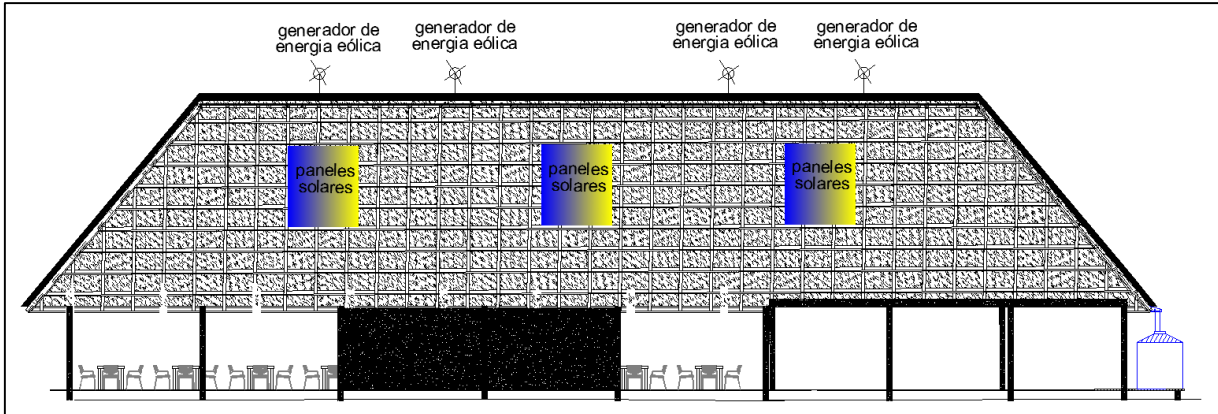 generador de
energia eólica
generador de
energia eólica
generador de
energia eólica
generador de
energia eólica
paneles
solares
paneles
solares
paneles
solares